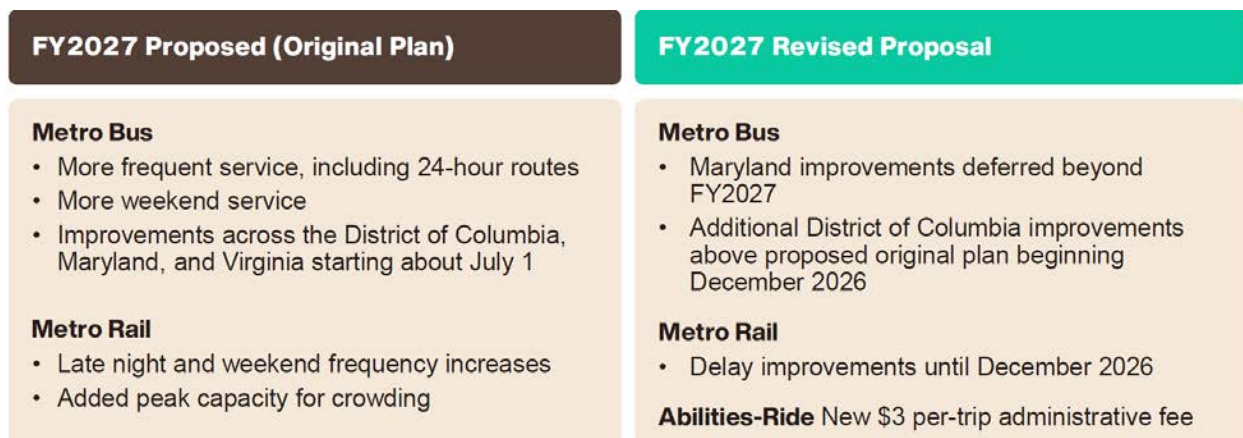 FY2027 Proposed (Original Plan)
Metro Bus
• More frequent service, including 24-hour routes
• More weekend service
• Improvements across the District of Columbia,
Maryland, and Virginia starting about July 1
Metro Rail
• Late night and weekend frequency increases
• Added peak capacity for crowding
FY2027 Revised Proposal
Metro Bus
• Maryland improvements deferred beyond
FY2027
• Additional District of Columbia improvements
above proposed original plan beginning
December 2026
Metro Rail
• Delay improvements until December 2026
Abilities-Ride New $3 per-trip administrative fee